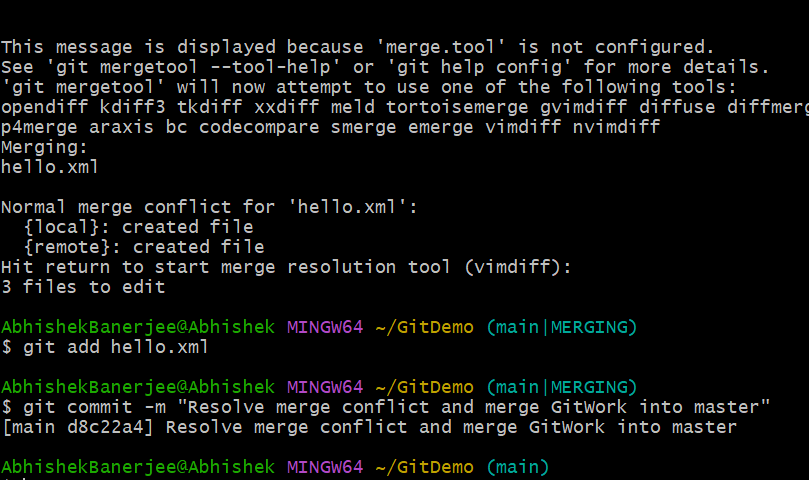 This message is displayed because 'merge.tool' is not configured.
See 'git mergetool --tool-help' or 'git help config' for more details.
'git mergetool' will now attempt to use one of the following tools:
opendiff kdiff3 tkdiff xxdiff meld tortoisemerge gvimdiff diffuse diffmerg
p4merge araxis bc codecompare smerge emerge vimdiff nvimdiff
Merging:
hello.xml

Normal merge conflict for 'hello.xml':
  {local}: created file
  {remote}: created file
Hit return to start merge resolution tool (vimdiff):
3 files to edit

AbhishekBanerjee@Abhishek MINGW64 ~/GitDemo (main|MERGING)
$ git add hello.xml

AbhishekBanerjee@Abhishek MINGW64 ~/GitDemo (main|MERGING)
$ git commit -m "Resolve merge conflict and merge GitWork into master"
[main d8c22a4] Resolve merge conflict and merge GitWork into master

AbhishekBanerjee@Abhishek MINGW64 ~/GitDemo (main)